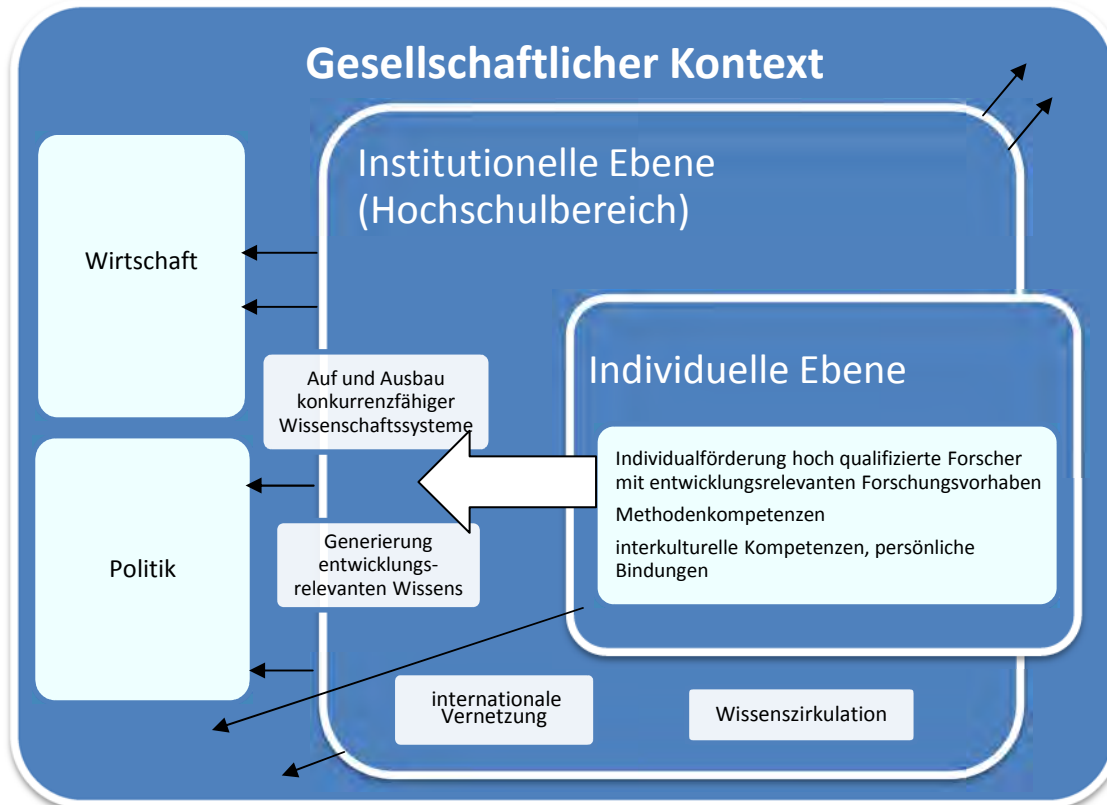 Gesellschaftlicher Kontext
Institutionelle Ebene
(Hochschulbereich)
Wirtschaft
Individuelle Ebene
Auf und Ausbau
konkurrenzfähiger
Wissenschaftssysteme
Individualförderung hoch qualifizierte Forscher
mit entwicklungsrelevanten Forschungsvorhaben
Methodenkompetenzen
interkulturelle Kompetenzen, persönliche
Bindungen
Generierung
entwicklungs-
relevanten Wissens
Politik
internationale
Vernetzung
Wissenszirkulation